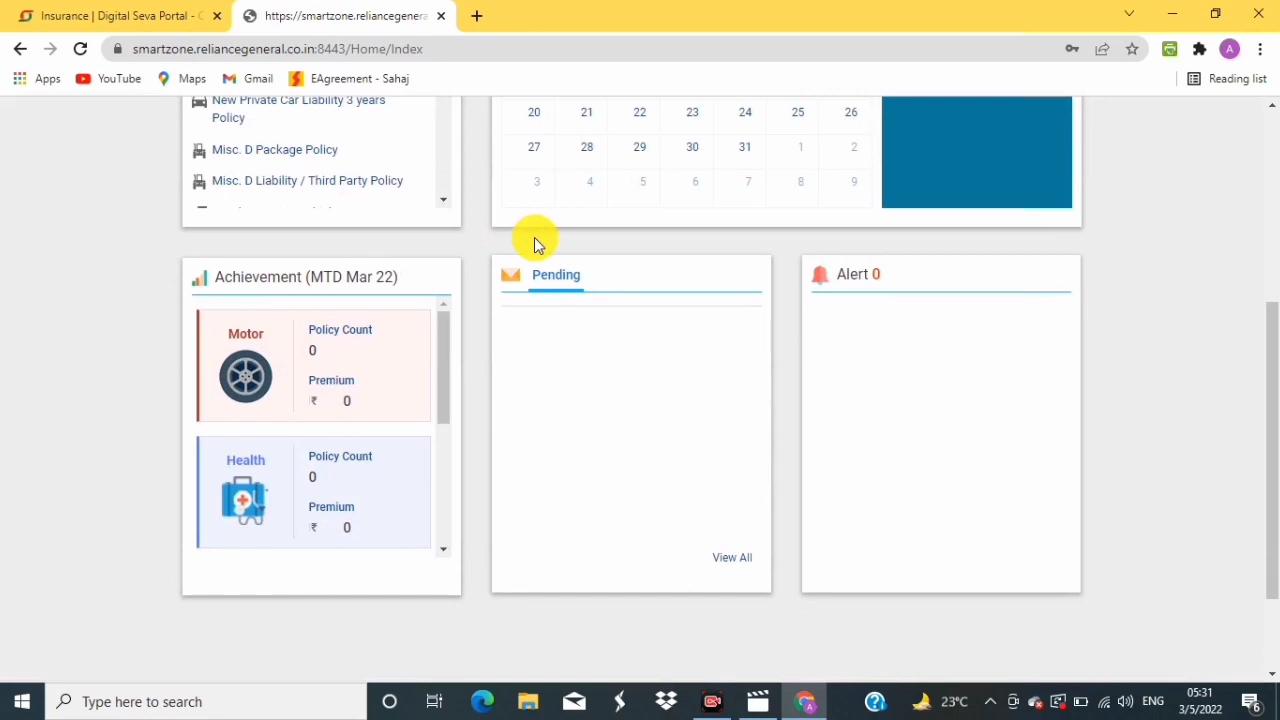 Insurance | Digital Seva Portal - C
https://smartzone.reliancegenera
smartzone.reliancegeneral.co.in:8443/Home/Index
A
Apps
YouTube
Maps
Gmail
EAgreement - Sahaj
Reading list
New Private Car Liability 3 years
Policy
Misc. D Package Policy
Misc. D Liability / Third Party Policy
20 21 22 23 24 25 26
27 28 29 30 31 1 2
3 4 5 6 7 8 9
Achievement (MTD Mar 22)
Motor
Policy Count
0
Premium
₹ 0
Health
Policy Count
0
Premium
₹ 0
Pending
View All
Alert 0
Type here to search
23°C
ENG
05:31
3/5/2022
6